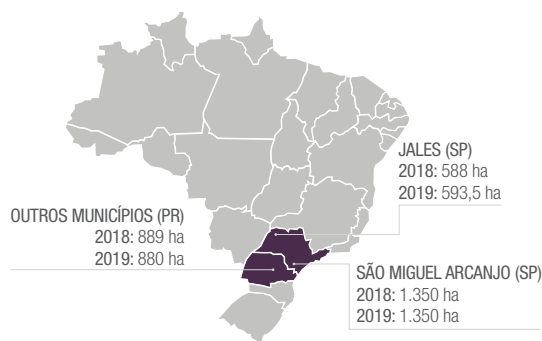 JALES (SP)
2018: 588 ha
2019: 593,5 ha
OUTROS MUNICÍPIOS (PR)
2018: 889 ha
2019: 880 ha
SÃO MIGUEL ARCANJO (SP)
2018: 1.350 ha
2019: 1.350 ha